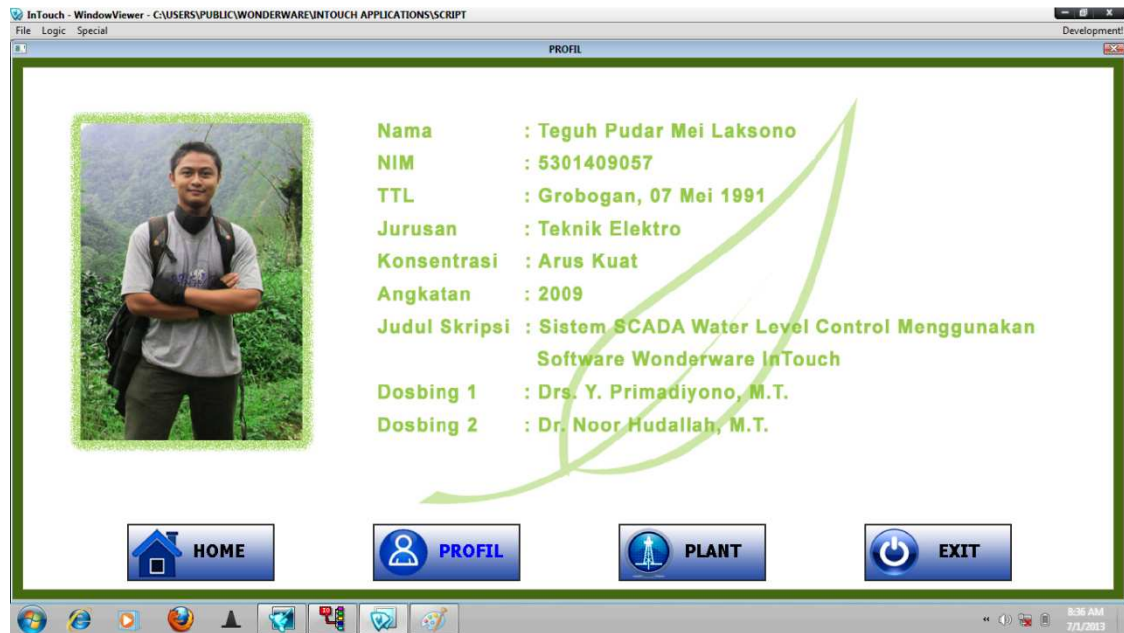 InTouch - WindowViewer - C:\USERS\PUBLIC\WONDERWARE\INTOUCH APPLICATIONS\SCRIPT
File Logic Special Development!
PROFIL
Nama : Teguh Pudar Mei Laksono
NIM : 5301409057
TTL : Grobogan, 07 Mei 1991
Jurusan : Teknik Elektro
Konsentrasi : Arus Kuat
Angkatan : 2009
Judul Skripsi : Sistem SCADA Water Level Control Menggunakan
Software Wonderware InTouch
Dosbing 1 : Drs. Y. Primadiyono, M.T.
Dosbing 2 : Dr. Noor Hudallah, M.T.
HOME PROFIL PLANT EXIT
8:36 AM
7/1/2013